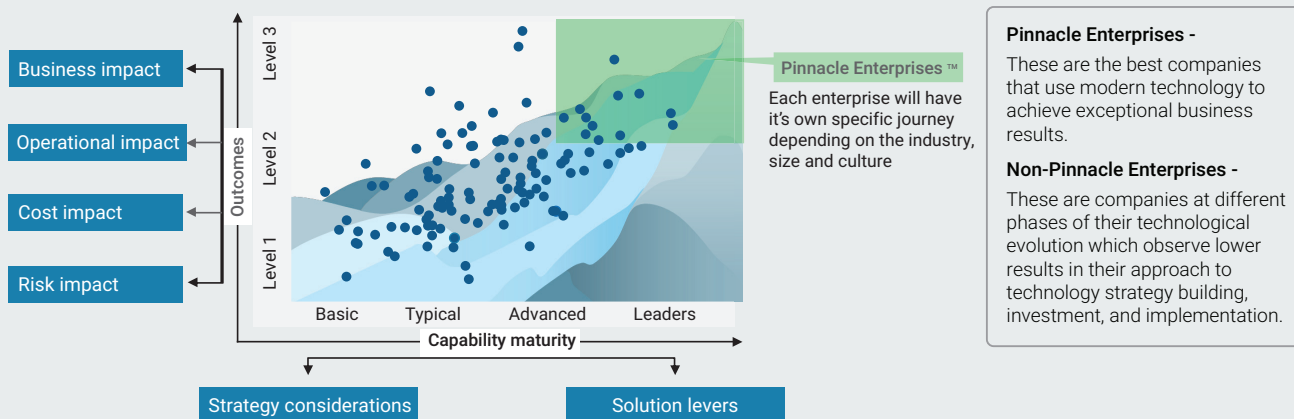 Business impact
Operational impact
Cost impact
Risk impact
Outcomes
Level 3
Level 2
Level 1
Basic
Typical
Advanced
Leaders
Capability maturity
Strategy considerations
Solution levers
Pinnacle Enterprises ™
Each enterprise will have
it's own specific journey
depending on the industry,
size and culture
Pinnacle Enterprises -
These are the best companies
that use modern technology to
achieve exceptional business
results.
Non-Pinnacle Enterprises -
These are companies at different
phases of their technological
evolution which observe lower
results in their approach to
technology strategy building,
investment, and implementation.